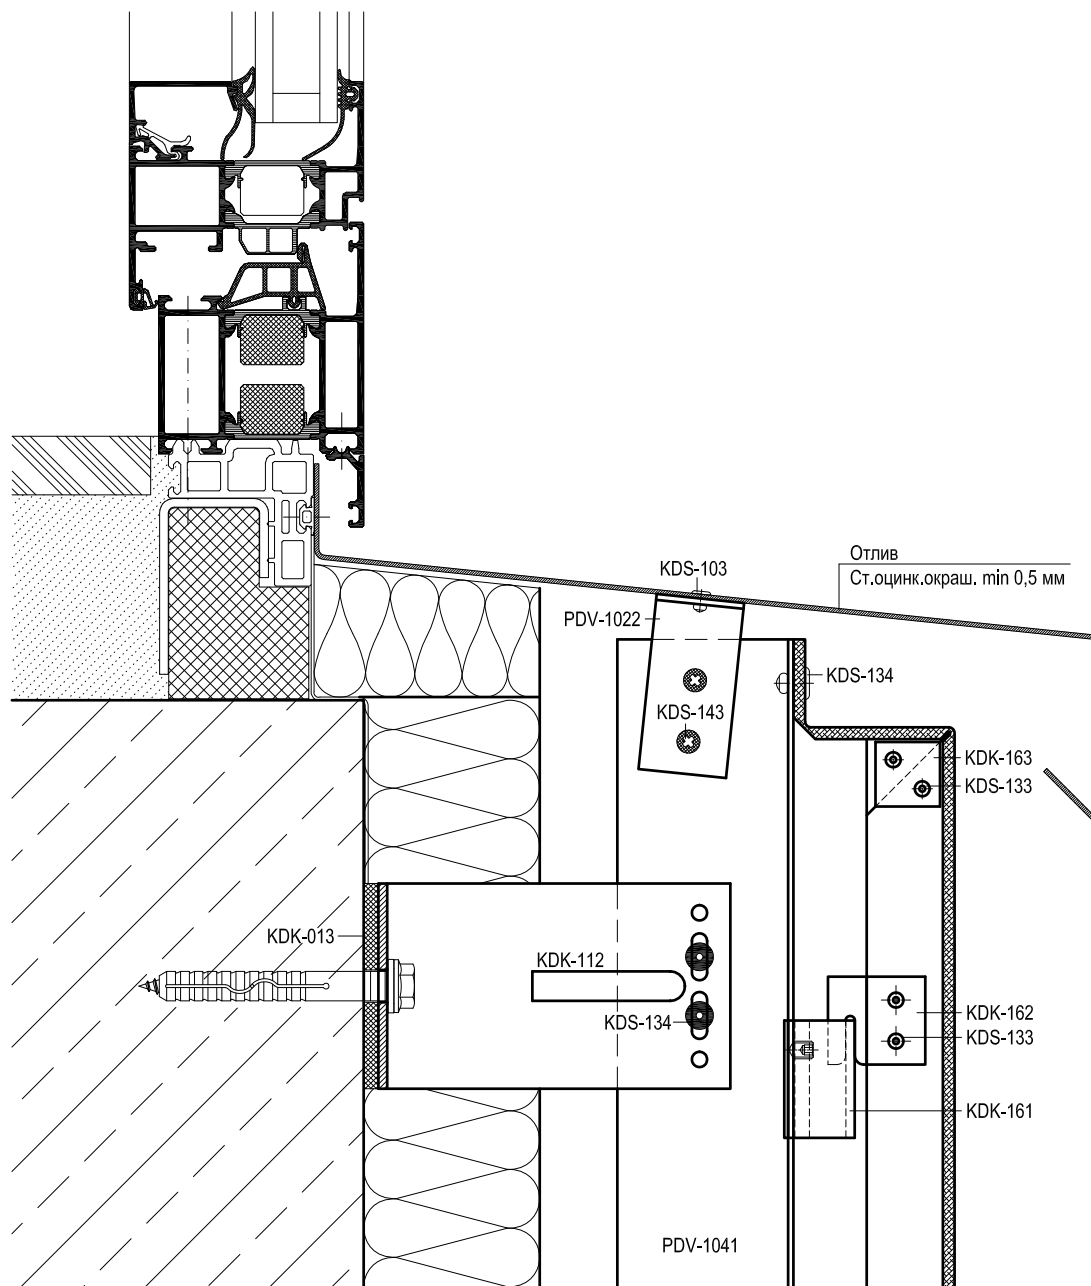 Отлив
Ст.оцинк.окраш. min 0,5 мм
KDS-103
PDV-1022
KDS-134
KDS-143
KDK-163
KDS-133
KDK-013
KDK-112
KDS-134
KDK-162
KDS-133
KDK-161
PDV-1041